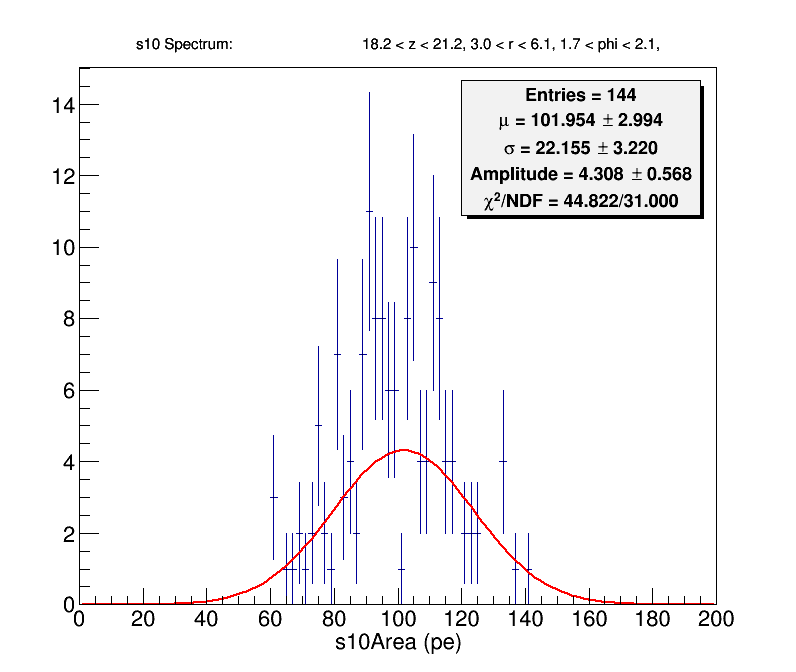 s10 Spectrum: 18.2 < z < 21.2, 3.0 < r < 6.1, 1.7 < phi < 2.1,
Entries = 144
μ = 101.954 ± 2.994
σ = 22.155 ± 3.220
Amplitude = 4.308 ± 0.568
χ²/NDF = 44.822/31.000
14
12
10
8
6
4
2
0
0 20 40 60 80 100 120 140 160 180 200
s10Area (pe)